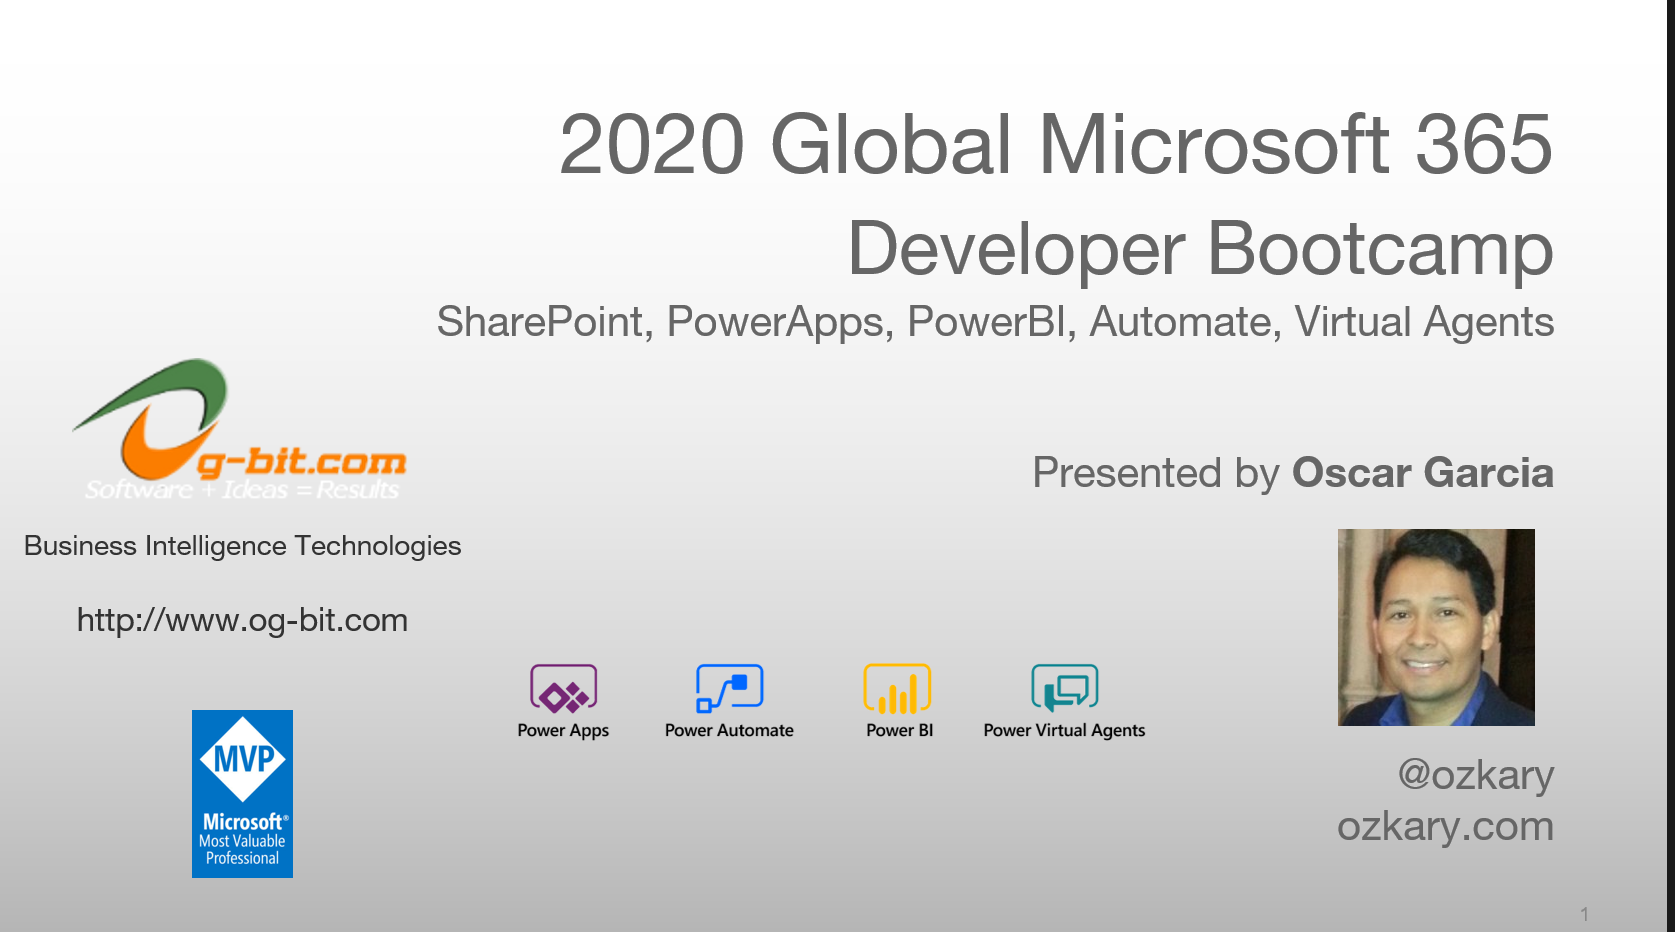 2020 Global Microsoft 365
Developer Bootcamp
SharePoint, PowerApps, PowerBI, Automate, Virtual Agents
g-bit.com
Software + Ideas = Results
Presented by Oscar Garcia
Business Intelligence Technologies
http://www.og-bit.com
Power Apps
Power Automate
Power BI
Power Virtual Agents
MVP
Microsoft®
Most Valuable
Professional
@ozkary
ozkary.com
1